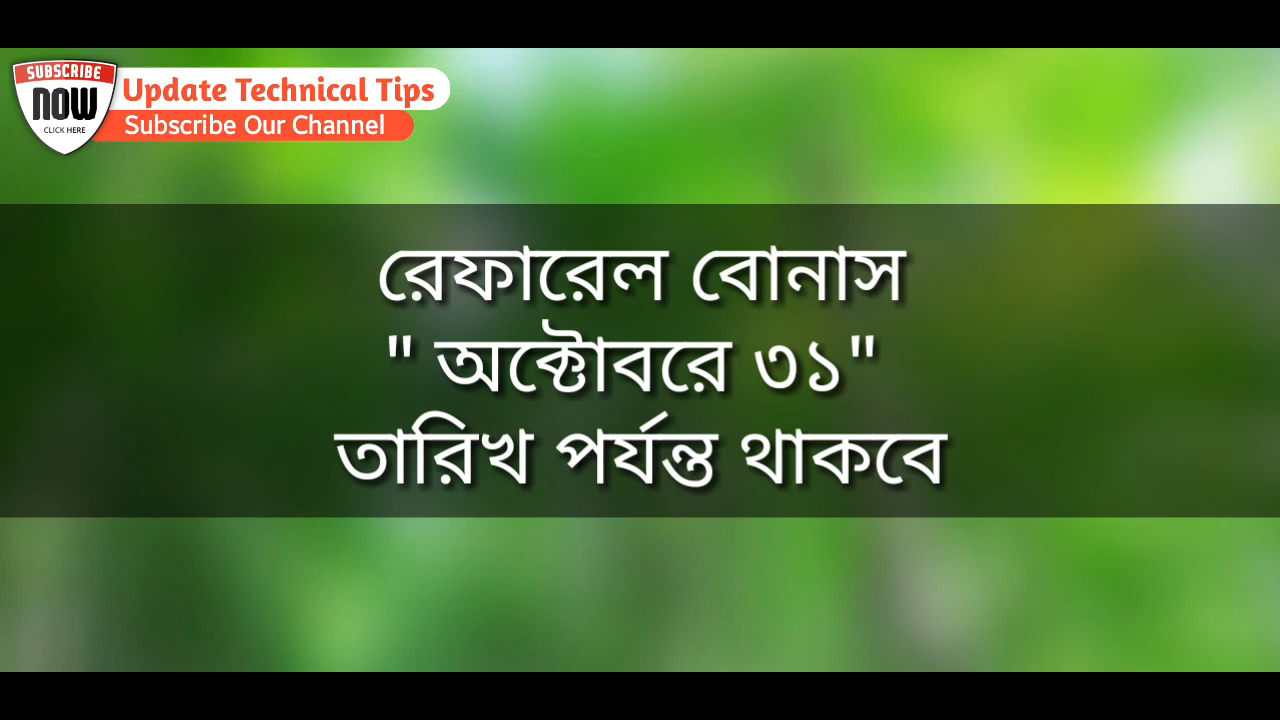 SUBSCRIBE
NOW
CLICK HERE
Update Technical Tips
Subscribe Our Channel
রেফারেল বোনাস
" অক্টোবরে ৩১"
তারিখ পর্যন্ত থাকবে